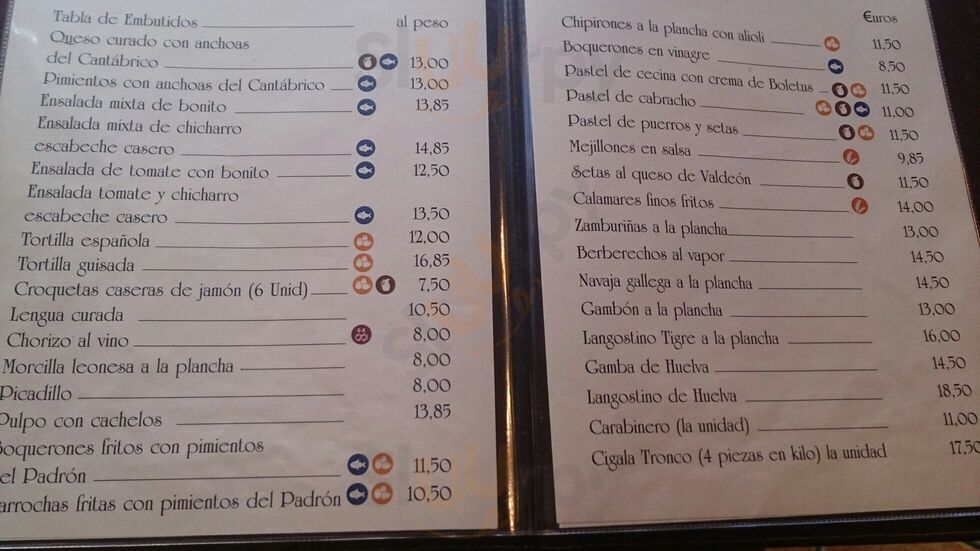 Tabla de Embutidos al peso
Queso curado con anchoas
del Cantábrico 13,00
Pimientos con anchoas del Cantábrico 13,00
Ensalada mixta de bonito 13,85
Ensalada mixta de chicharro
escabeche casero 14,85
Ensalada de tomate con bonito 12,50
Ensalada tomate y chicharro
escabeche casero 13,50
Tortilla española 12,00
Tortilla guisada 16,85
Croquetas caseras de jamón (6 Unid) 7,50
Lengua curada 10,50
Chorizo al vino 8,00
Morcilla leonesa a la plancha 8,00
Picadillo 8,00
Pulpo con cachelos 13,85
oquerones fritos con pimientos
el Padrón 11,50
arrochas fritas con pimientos del Padrón 10,50
€uros
Chipirones a la plancha con alioli 11,50
Boquerones en vinagre 8,50
Pastel de cecina con crema de Boletus 11,50
Pastel de cabracho 11,00
Pastel de puerros y setas 11,50
Mejillones en salsa 9,85
Setas al queso de Valdeón 11,50
Calamares finos fritos 14,00
Zamburiñas a la plancha 13,00
Berberechos al vapor 14,50
Navaja gallega a la plancha 14,50
Gambón a la plancha 13,00
Langostino Tigre a la plancha 16,00
Gamba de Huelva 14,50
Langostino de Huelva 18,50
Carabinero (la unidad) 11,00
Cigala Tronco (4 piezas en kilo) la unidad 17,50